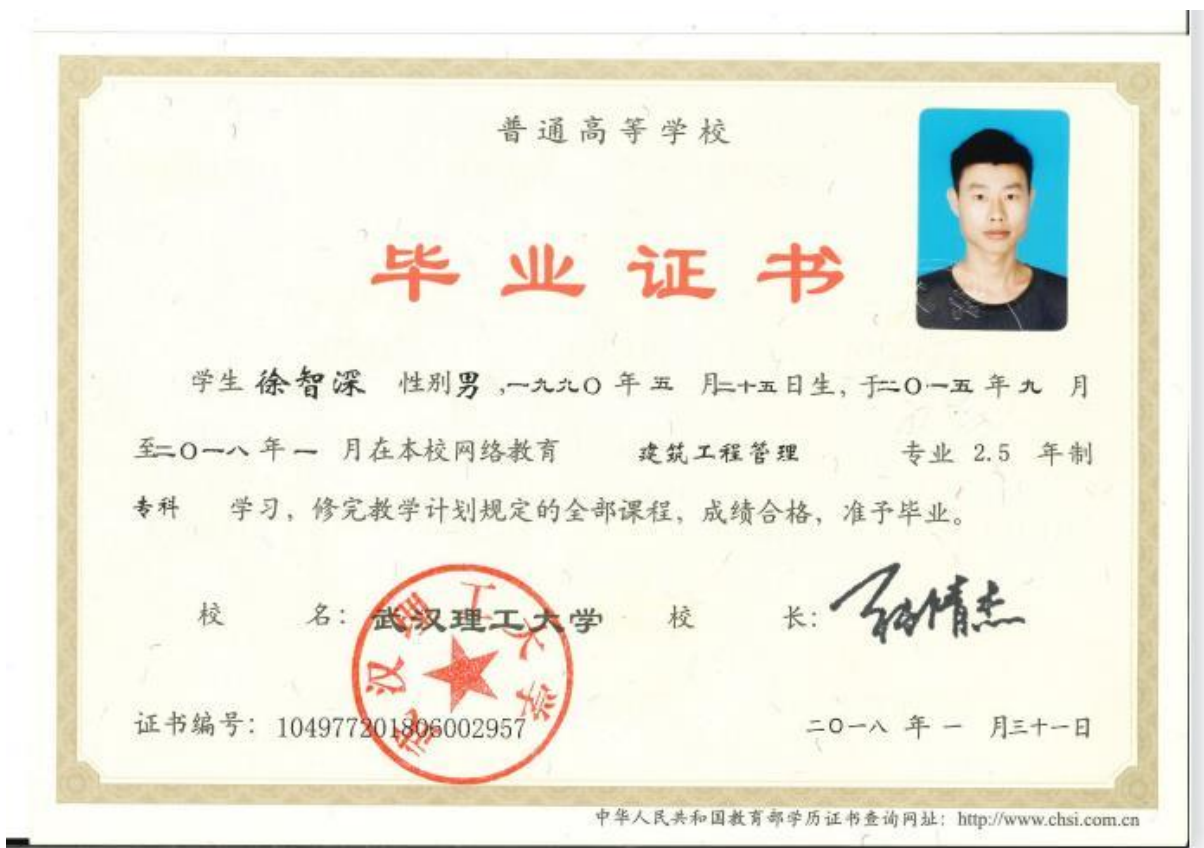 普通高等学校
毕业证书
学生 徐智深 性别男 ,一九九〇 年 五 月二十五日生, 于二〇一五 年 九 月
至二〇一八 年 一 月在本校网络教育 建筑工程管理 专业 2.5 年制
专科 学习, 修完教学计划规定的全部课程, 成绩合格, 准予毕业。
校 名: 武汉理工大学 校 长:
武汉理工大学
证书编号: 104977201806002957 二〇一八 年 一 月三十一日
中华人民共和国教育部学历证书查询网址: http://www.chsi.com.cn